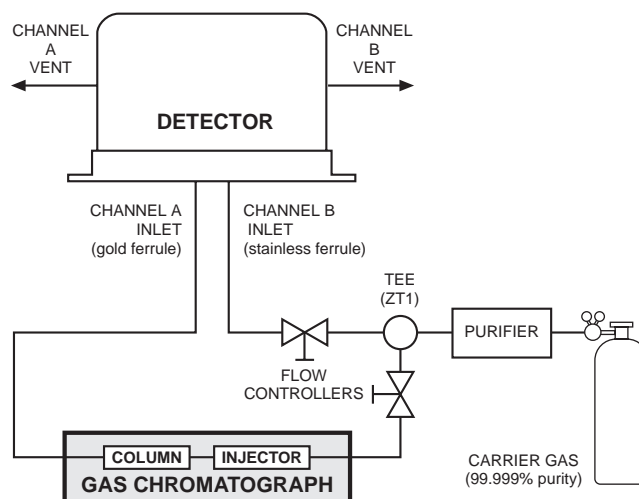 CHANNEL
A
VENT
CHANNEL
B
VENT
DETECTOR
CHANNEL A
INLET
(gold ferrule)
CHANNEL B
INLET
(stainless ferrule)
TEE
(ZT1)
PURIFIER
FLOW
CONTROLLERS
COLUMN
INJECTOR
GAS CHROMATOGRAPH
CARRIER GAS
(99.999% purity)